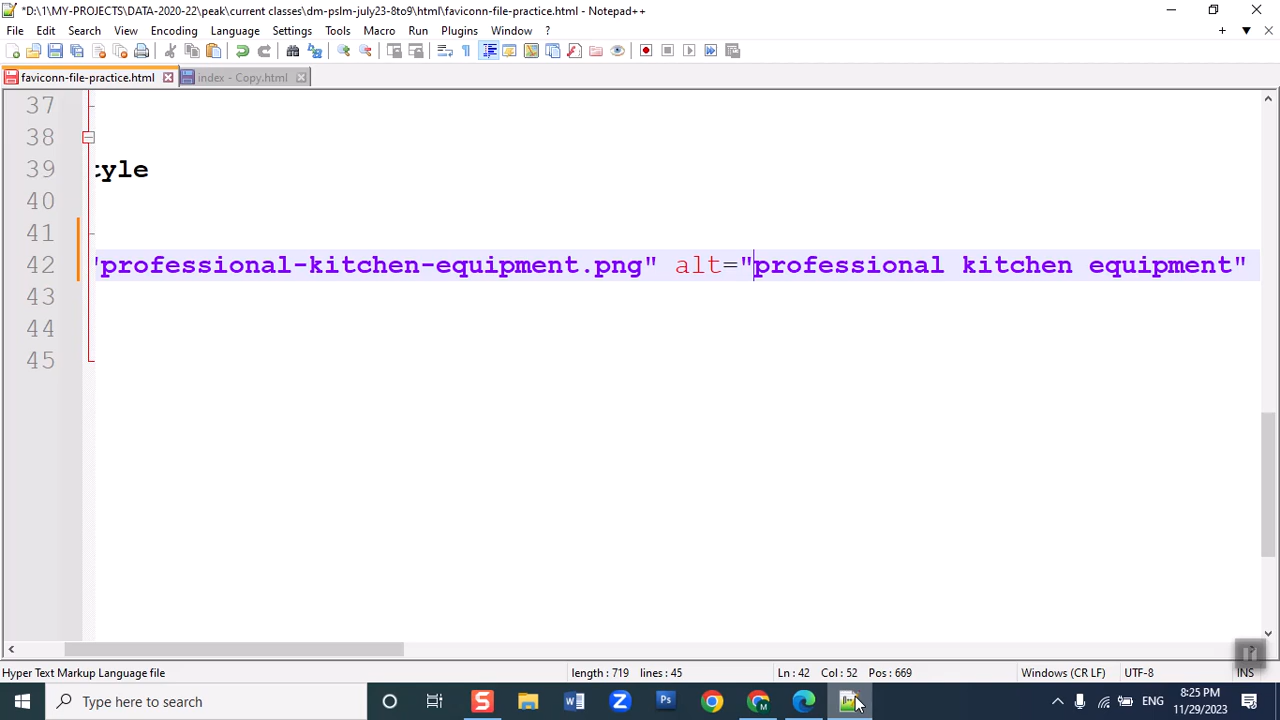 *D:\1\MY-PROJECTS\DATA-2020-22\peak\current classes\dm-pslm-july23-8to9\html\faviconn-file-practice.html - Notepad++
File Edit Search View Encoding Language Settings Tools Macro Run Plugins Window ?
faviconn-file-practice.html index - Copy.html
37
38
39 tyle
40
41
42 "professional-kitchen-equipment.png" alt="professional kitchen equipment"
43
44
45
Hyper Text Markup Language file length : 719 lines : 45 Ln : 42 Col : 52 Pos : 669 Windows (CR LF) UTF-8 INS
Type here to search ENG 8:25 PM
11/29/2023